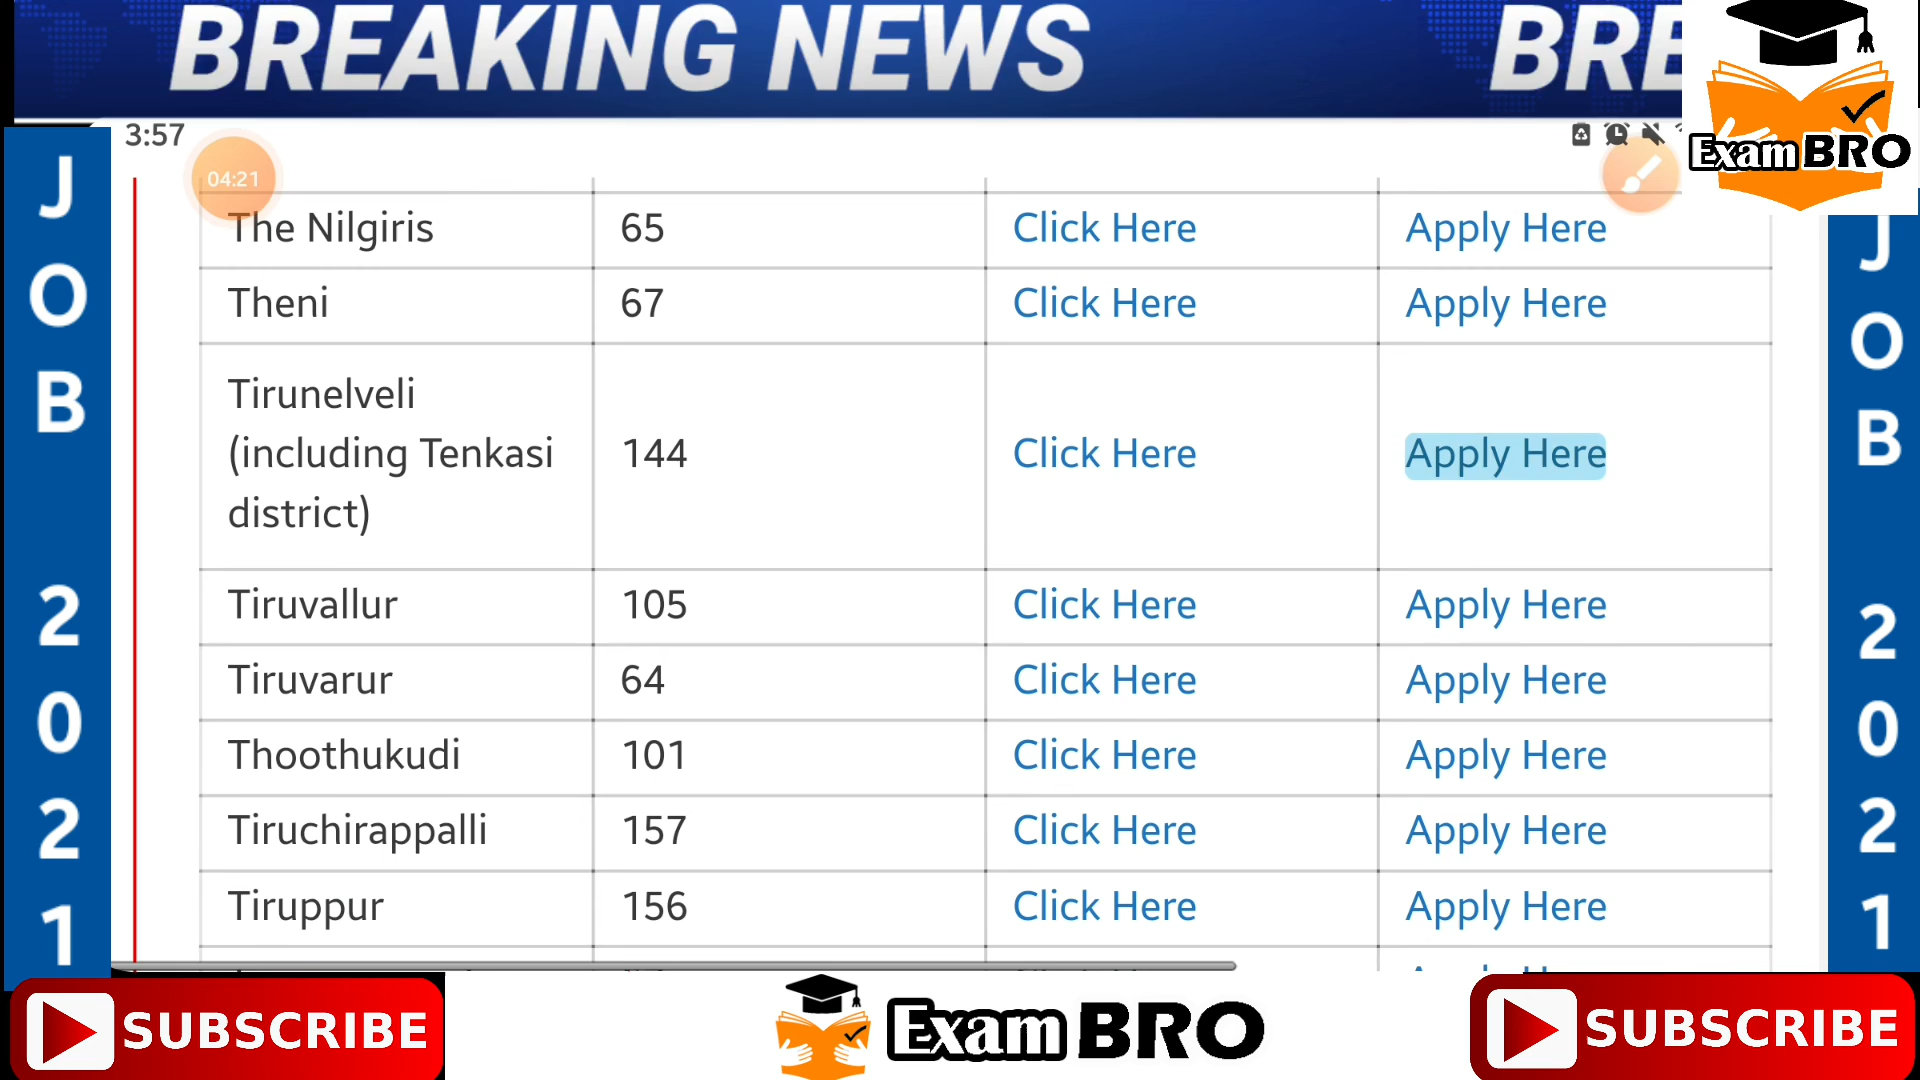 BREAKING NEWS
BRE
Exam BRO
3:57
04:21
The Nilgiris 65 Click Here Apply Here
Theni 67 Click Here Apply Here
Tirunelveli
(including Tenkasi 144 Click Here Apply Here
district)
Tiruvallur 105 Click Here Apply Here
Tiruvarur 64 Click Here Apply Here
Thoothukudi 101 Click Here Apply Here
Tiruchirappalli 157 Click Here Apply Here
Tiruppur 156 Click Here Apply Here
JOB 2021
JOB 2021
SUBSCRIBE
Exam BRO
SUBSCRIBE